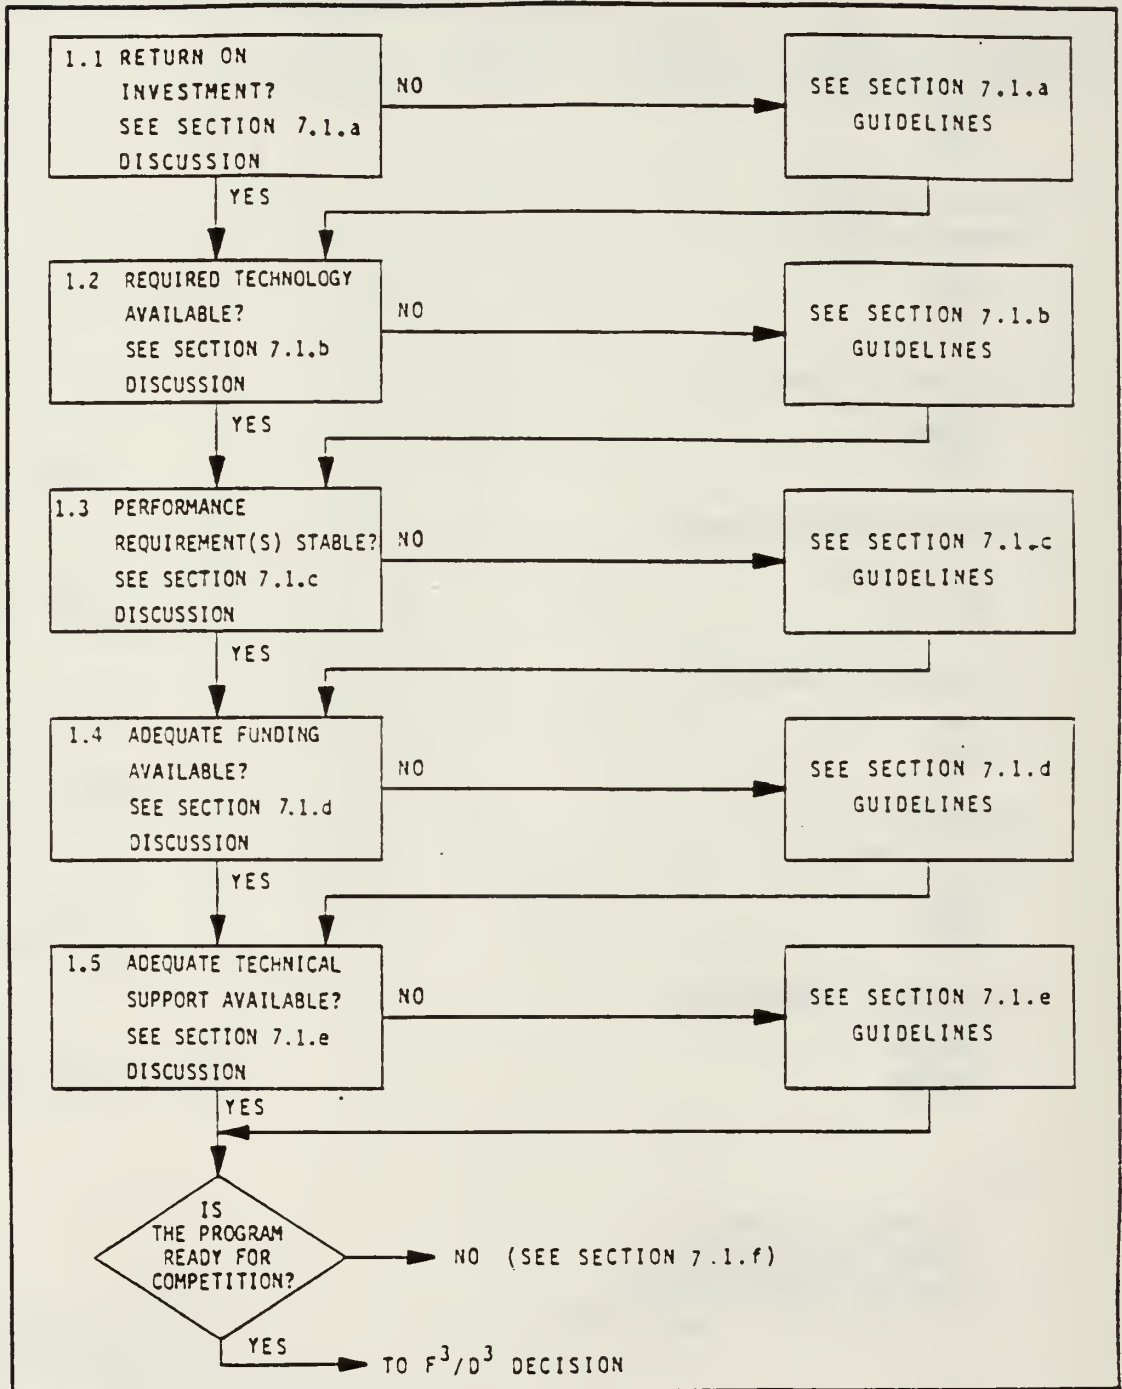 1.1 RETURN ON
INVESTMENT?
SEE SECTION 7.1.a
DISCUSSION
NO
SEE SECTION 7.1.a
GUIDELINES
YES
1.2 REQUIRED TECHNOLOGY
AVAILABLE?
SEE SECTION 7.1.b
DISCUSSION
NO
SEE SECTION 7.1.b
GUIDELINES
YES
1.3 PERFORMANCE
REQUIREMENT(S) STABLE?
SEE SECTION 7.1.c
DISCUSSION
NO
SEE SECTION 7.1.c
GUIDELINES
YES
1.4 ADEQUATE FUNDING
AVAILABLE?
SEE SECTION 7.1.d
DISCUSSION
NO
SEE SECTION 7.1.d
GUIDELINES
YES
1.5 ADEQUATE TECHNICAL
SUPPORT AVAILABLE?
SEE SECTION 7.1.e
DISCUSSION
NO
SEE SECTION 7.1.e
GUIDELINES
YES
IS
THE PROGRAM
READY FOR
COMPETITION?
NO (SEE SECTION 7.1.f)
YES
TO F³/D³ DECISION